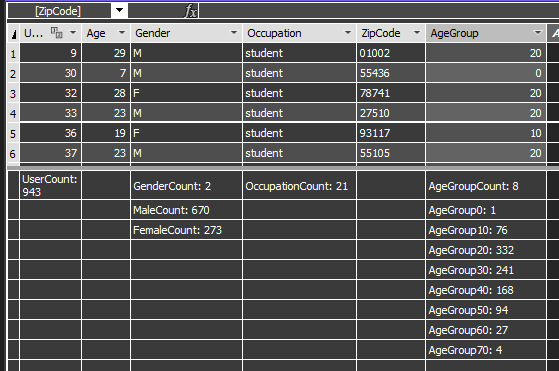 [ZipCode] fx
U... Age Gender Occupation ZipCode AgeGroup
1 9 29 M student 01002 20
2 30 7 M student 55436 0
3 32 28 F student 78741 20
4 33 23 M student 27510 20
5 36 19 F student 93117 10
6 37 23 M student 55105 20
UserCount: GenderCount: 2 OccupationCount: 21 AgeGroupCount: 8
943
MaleCount: 670 AgeGroup0: 1
FemaleCount: 273 AgeGroup10: 76
AgeGroup20: 332
AgeGroup30: 241
AgeGroup40: 168
AgeGroup50: 94
AgeGroup60: 27
AgeGroup70: 4